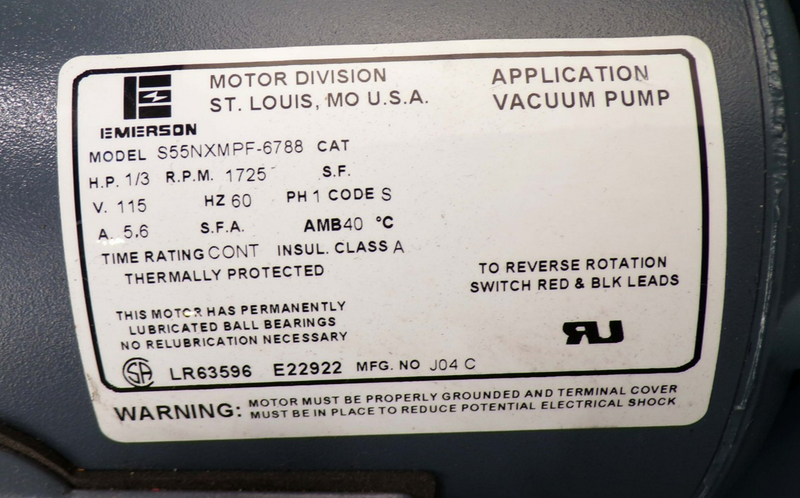 MOTOR DIVISION
ST. LOUIS, MO U.S.A.
APPLICATION
VACUUM PUMP
EMERSON
MODEL S55NXMPF-6788 CAT
H.P. 1/3 R.P.M. 1725 S.F.
V. 115 HZ 60 PH 1 CODE S
A. 5.6 S.F.A. AMB 40 °C
TIME RATING CONT INSUL. CLASS A
THERMALLY PROTECTED
TO REVERSE ROTATION
SWITCH RED & BLK LEADS
THIS MOTOR HAS PERMANENTLY
LUBRICATED BALL BEARINGS
NO RELUBRICATION NECESSARY
RU
SA LR63596 E22922 MFG. NO J04 C
WARNING: MOTOR MUST BE PROPERLY GROUNDED AND TERMINAL COVER
MUST BE IN PLACE TO REDUCE POTENTIAL ELECTRICAL SHOCK